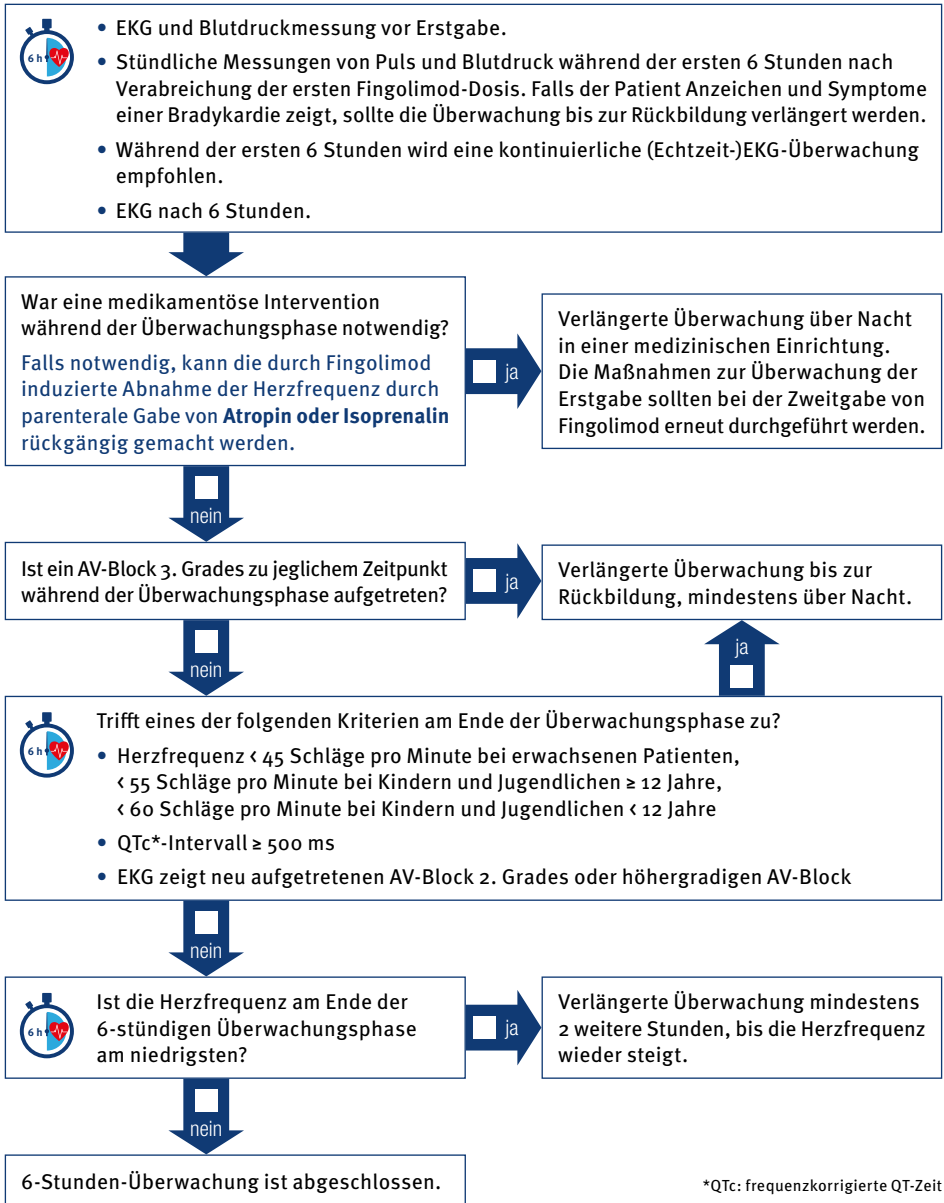 6 h
• EKG und Blutdruckmessung vor Erstgabe.
• Stündliche Messungen von Puls und Blutdruck während der ersten 6 Stunden nach
Verabreichung der ersten Fingolimod-Dosis. Falls der Patient Anzeichen und Symptome
einer Bradykardie zeigt, sollte die Überwachung bis zur Rückbildung verlängert werden.
• Während der ersten 6 Stunden wird eine kontinuierliche (Echtzeit-)EKG-Überwachung
empfohlen.
• EKG nach 6 Stunden.
War eine medikamentöse Intervention
während der Überwachungsphase notwendig?
Falls notwendig, kann die durch Fingolimod
induzierte Abnahme der Herzfrequenz durch
parenterale Gabe von Atropin oder Isoprenalin
rückgängig gemacht werden.
ja
Verlängerte Überwachung über Nacht
in einer medizinischen Einrichtung.
Die Maßnahmen zur Überwachung der
Erstgabe sollten bei der Zweitgabe von
Fingolimod erneut durchgeführt werden.
nein
Ist ein AV-Block 3. Grades zu jeglichem Zeitpunkt
während der Überwachungsphase aufgetreten?
ja
Verlängerte Überwachung bis zur
Rückbildung, mindestens über Nacht.
nein
ja
6 h
Trifft eines der folgenden Kriterien am Ende der Überwachungsphase zu?
• Herzfrequenz < 45 Schläge pro Minute bei erwachsenen Patienten,
< 55 Schläge pro Minute bei Kindern und Jugendlichen ≥ 12 Jahre,
< 60 Schläge pro Minute bei Kindern und Jugendlichen < 12 Jahre
• QTc*-Intervall ≥ 500 ms
• EKG zeigt neu aufgetretenen AV-Block 2. Grades oder höhergradigen AV-Block
nein
6 h
Ist die Herzfrequenz am Ende der
6-stündigen Überwachungsphase
am niedrigsten?
ja
Verlängerte Überwachung mindestens
2 weitere Stunden, bis die Herzfrequenz
wieder steigt.
nein
6-Stunden-Überwachung ist abgeschlossen.
*QTc: frequenzkorrigierte QT-Zeit